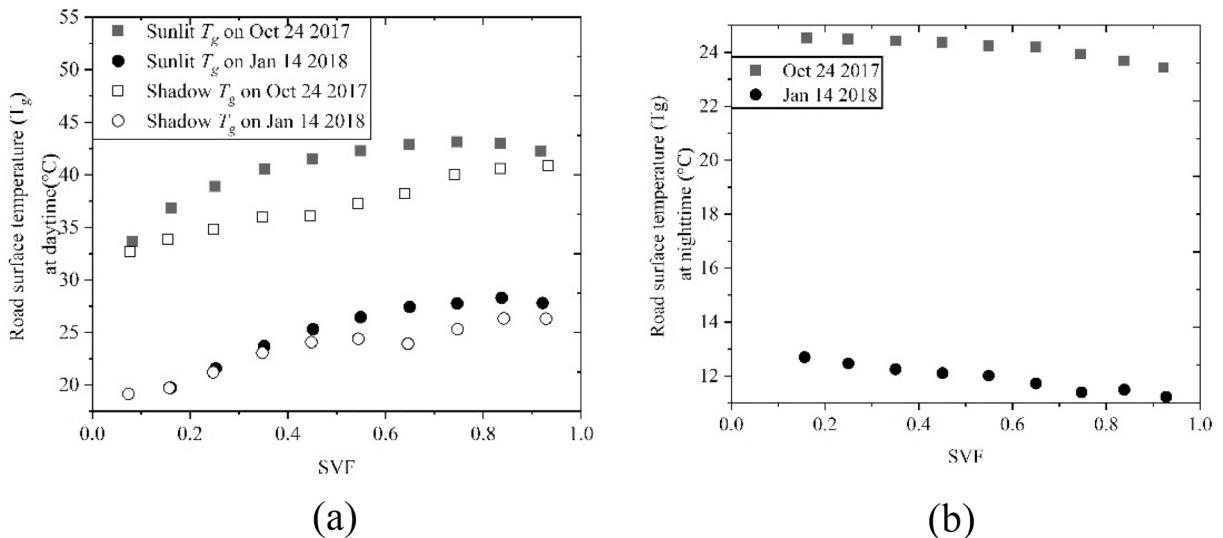 Sunlit Tg on Oct 24 2017
Sunlit Tg on Jan 14 2018
Shadow Tg on Oct 24 2017
Shadow Tg on Jan 14 2018
Road surface temperature (Tg)
at daytime(°C)
55
50
45
40
35
30
25
20
0.0 0.2 0.4 0.6 0.8 1.0
SVF
(a)
Oct 24 2017
Jan 14 2018
Road surface temperature (Tg)
at nighttime (°C)
24
22
20
18
16
14
12
0.0 0.2 0.4 0.6 0.8 1.0
SVF
(b)